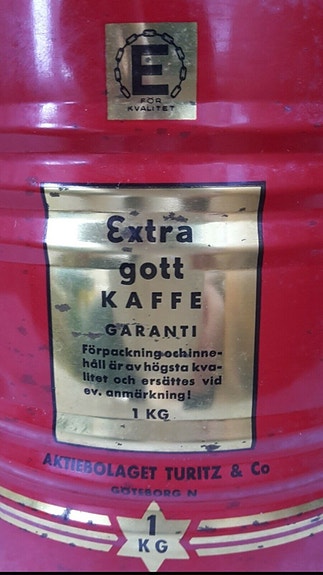 E
FÖR
KVALITET
Extra
gott
KAFFE
GARANTI
Förpackning och inne-
håll är av högsta kva-
litet och ersättes vid
ev. anmärkning!
1 KG
AKTIEBOLAGET TURITZ & Co
GÖTEBORG N
1
KG